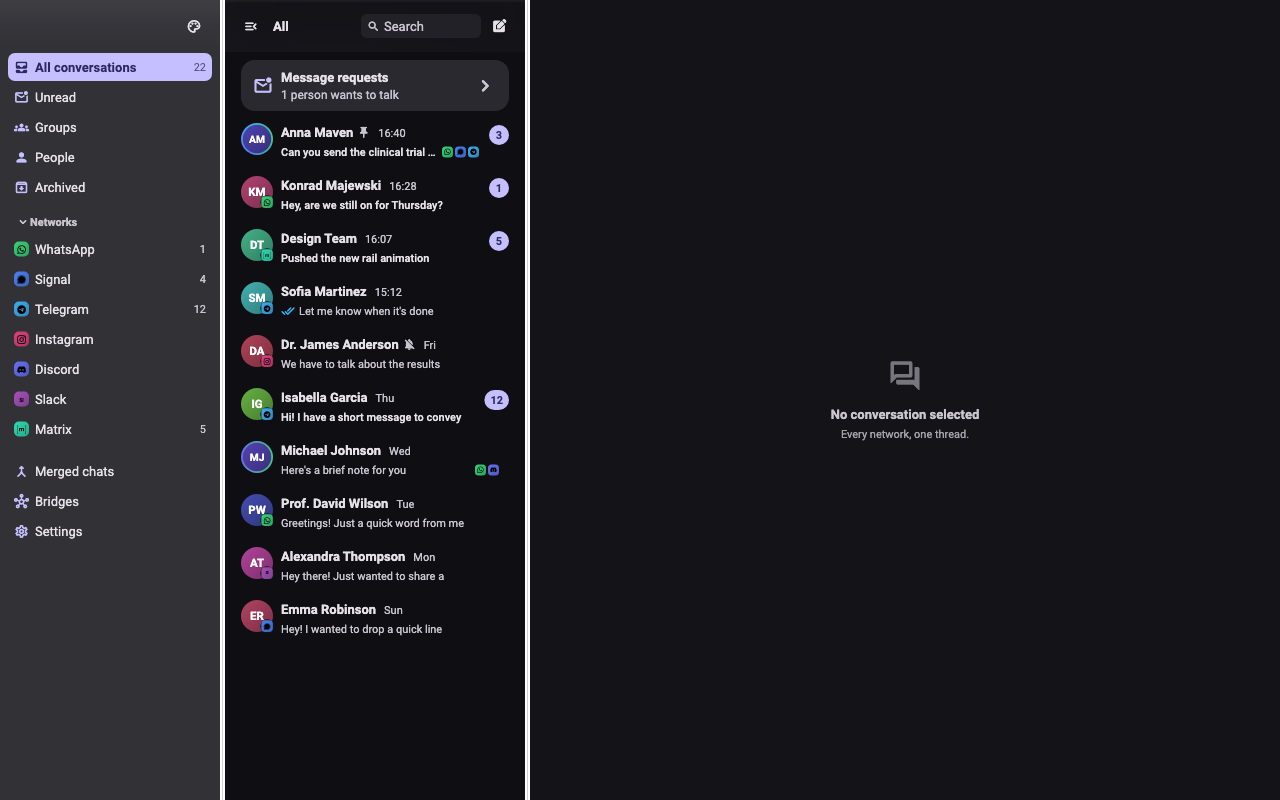 All conversations 22
Unread
Groups
People
Archived
Networks
WhatsApp 1
Signal 4
Telegram 12
Instagram
Discord
Slack
Matrix 5
Merged chats
Bridges
Settings
All Search
Message requests
1 person wants to talk
AM Anna Maven 16:40 3
Can you send the clinical trial …
KM Konrad Majewski 16:28 1
Hey, are we still on for Thursday?
DT Design Team 16:07 5
Pushed the new rail animation
SM Sofia Martinez 15:12
Let me know when it's done
DA Dr. James Anderson Fri
We have to talk about the results
IG Isabella Garcia Thu 12
Hi! I have a short message to convey
MJ Michael Johnson Wed
Here's a brief note for you
PW Prof. David Wilson Tue
Greetings! Just a quick word from me
AT Alexandra Thompson Mon
Hey there! Just wanted to share a
ER Emma Robinson Sun
Hey! I wanted to drop a quick line
No conversation selected
Every network, one thread.